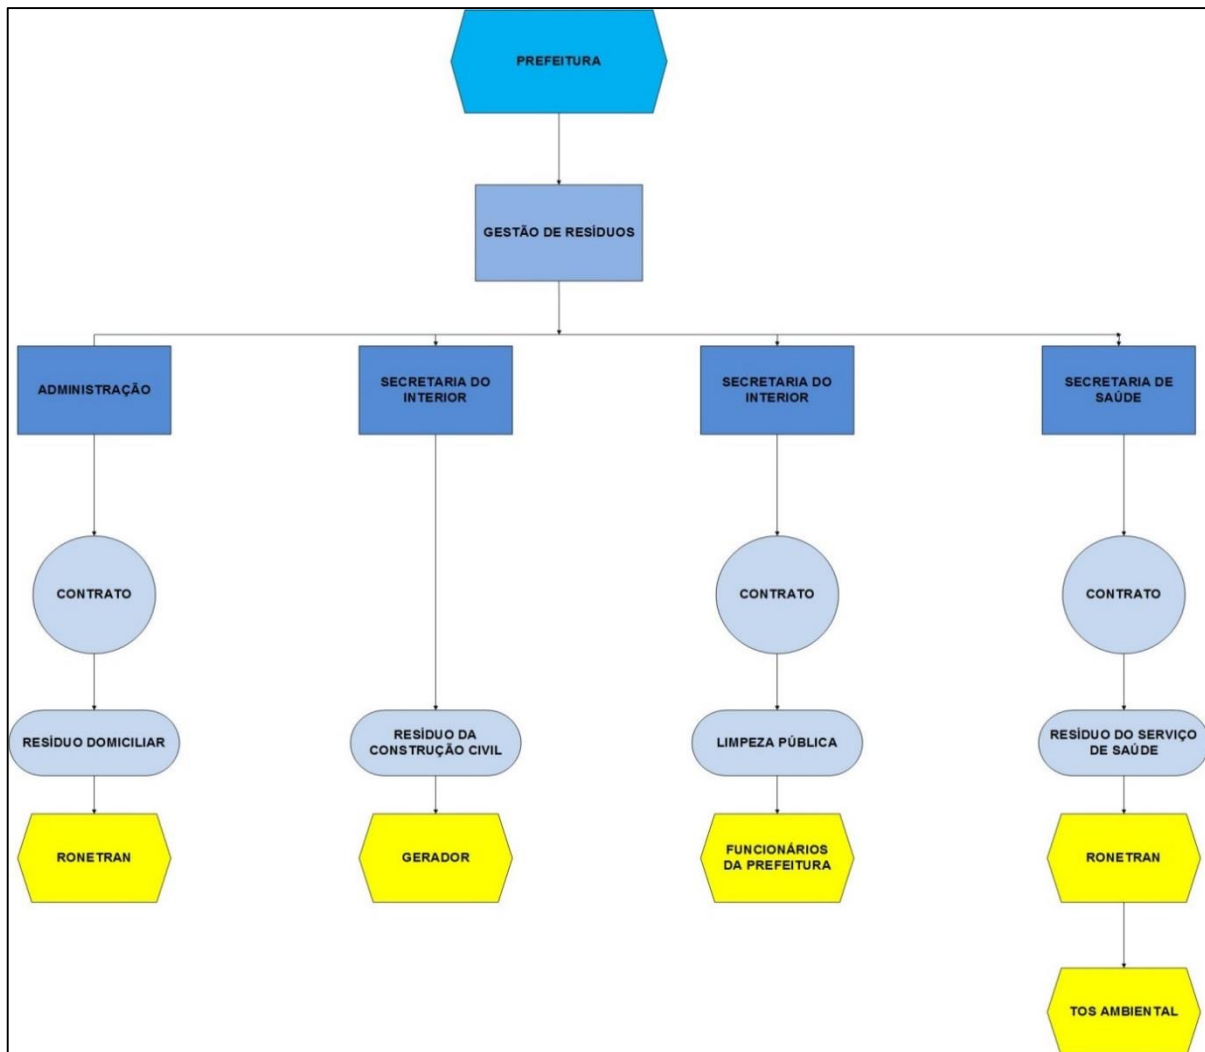 PREFEITURA
GESTÃO DE RESÍDUOS
ADMINISTRAÇÃO
SECRETARIA DO
INTERIOR
SECRETARIA DO
INTERIOR
SECRETARIA DE
SAÚDE
CONTRATO
CONTRATO
CONTRATO
RESÍDUO DOMICILIAR
RESÍDUO DA
CONSTRUÇÃO CIVIL
LIMPEZA PÚBLICA
RESÍDUO DO SERVIÇO
DE SAÚDE
RONETRAN
GERADOR
FUNCIONÁRIOS
DA PREFEITURA
RONETRAN
TOS AMBIENTAL